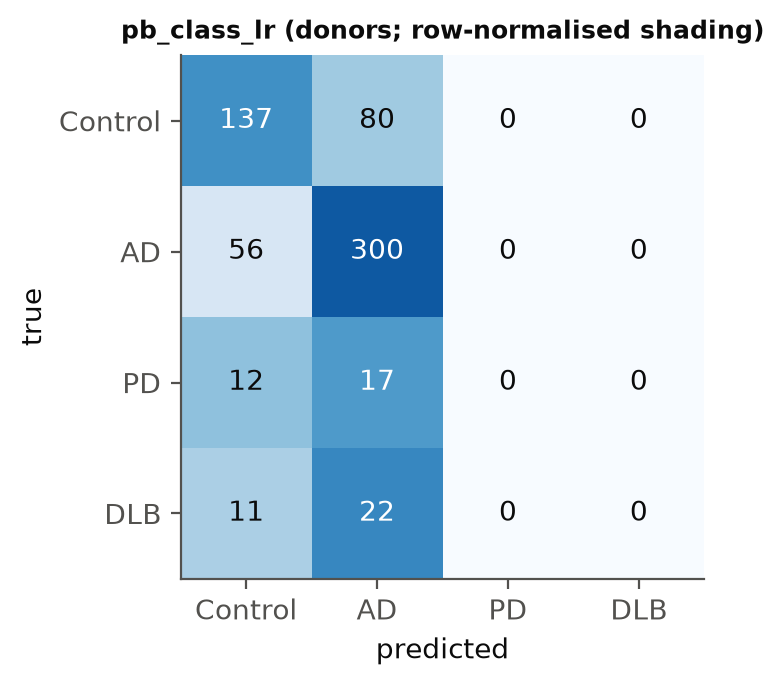 pb_class_lr (donors; row-normalised shading)
Control 137 80 0 0
AD 56 300 0 0
PD 12 17 0 0
DLB 11 22 0 0
true
Control AD PD DLB
predicted